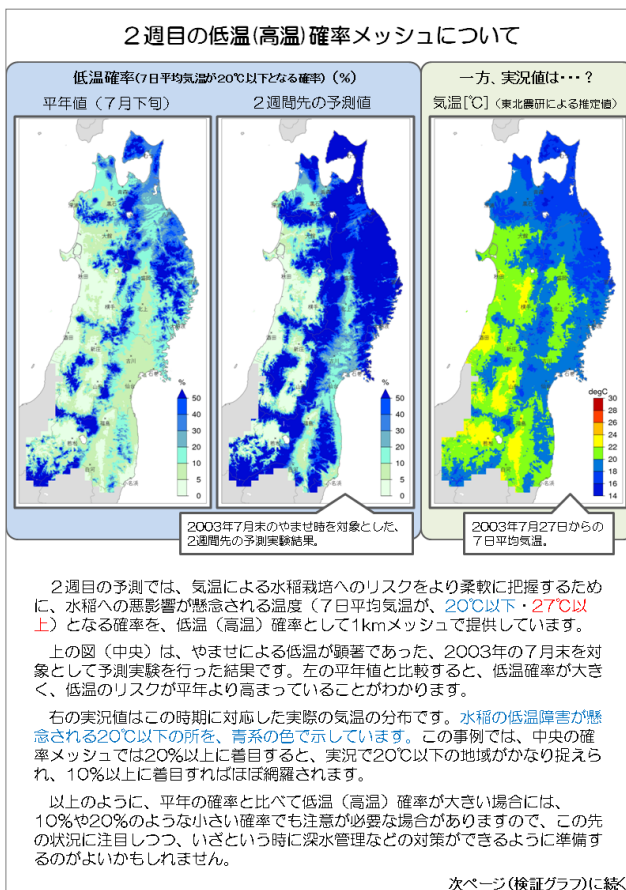 ２週目の低温(高温)確率メッシュについて
低温確率(7日平均気温が20℃以下となる確率) (％)
平年値（７月下旬）
２週間先の予測値
一方、実況値は･･･？
気温[℃]（東北農研による推定値）
%
50
40
30
20
10
0
%
50
40
30
20
10
0
degC
30
28
26
24
22
20
18
16
14
2003年7月末のやませ時を対象とした、
2週間先の予測実験結果。
2003年7月27日からの
7日平均気温。
２週目の予測では、気温による水稲栽培へのリスクをより柔軟に把握するため
に、水稲への悪影響が懸念される温度（7日平均気温が、20℃以下・27℃以
上）となる確率を、低温（高温）確率として1kmメッシュで提供しています。
上の図（中央）は、やませによる低温が顕著であった、2003年の７月末を対
象として予測実験を行った結果です。左の平年値と比較すると、低温確率が大き
く、低温のリスクが平年より高まっていることがわかります。
右の実況値はこの時期に対応した実際の気温の分布です。水稲の低温障害が懸
念される20℃以下の所を、青系の色で示しています。この事例では、中央の確
率メッシュでは20％以上に着目すると、実況で20℃以下の地域がかなり捉えら
れ、10％以上に着目すればほぼ網羅されます。
以上のように、平年の確率と比べて低温（高温）確率が大きい場合には、
10％や20％のような小さい確率でも注意が必要な場合がありますので、この先
の状況に注目しつつ、いざという時に深水管理などの対策ができるように準備す
るのがよいかもしれません。
次ページ(検証グラフ)に続く